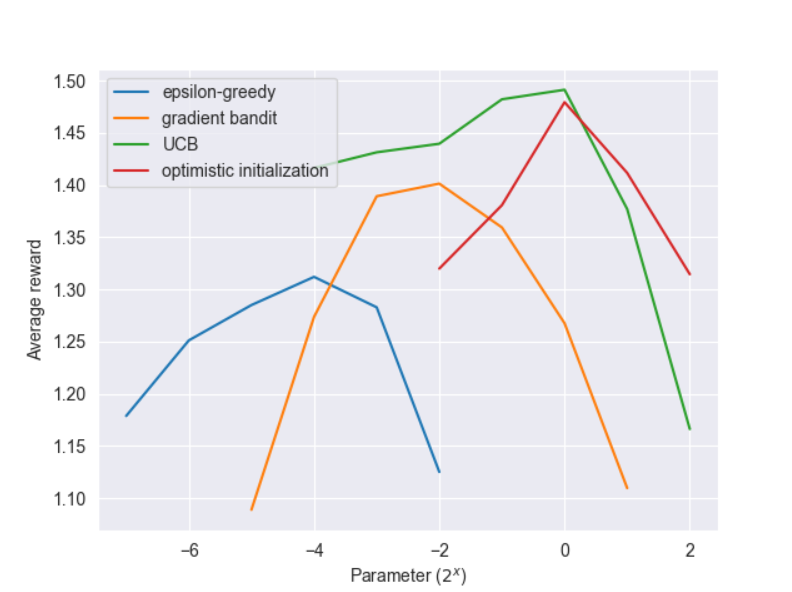 1.50
1.45
1.40
1.35
1.30
1.25
1.20
1.15
1.10
Average reward
epsilon-greedy
gradient bandit
UCB
optimistic initialization
−6 −4 −2 0 2
Parameter (2^x)